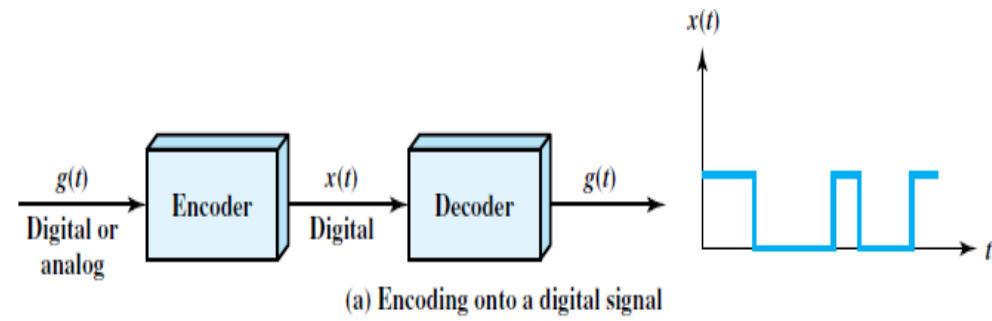 x(t)
g(t)
Digital or
analog
Encoder
x(t)
Digital
Decoder
g(t)
t
(a) Encoding onto a digital signal